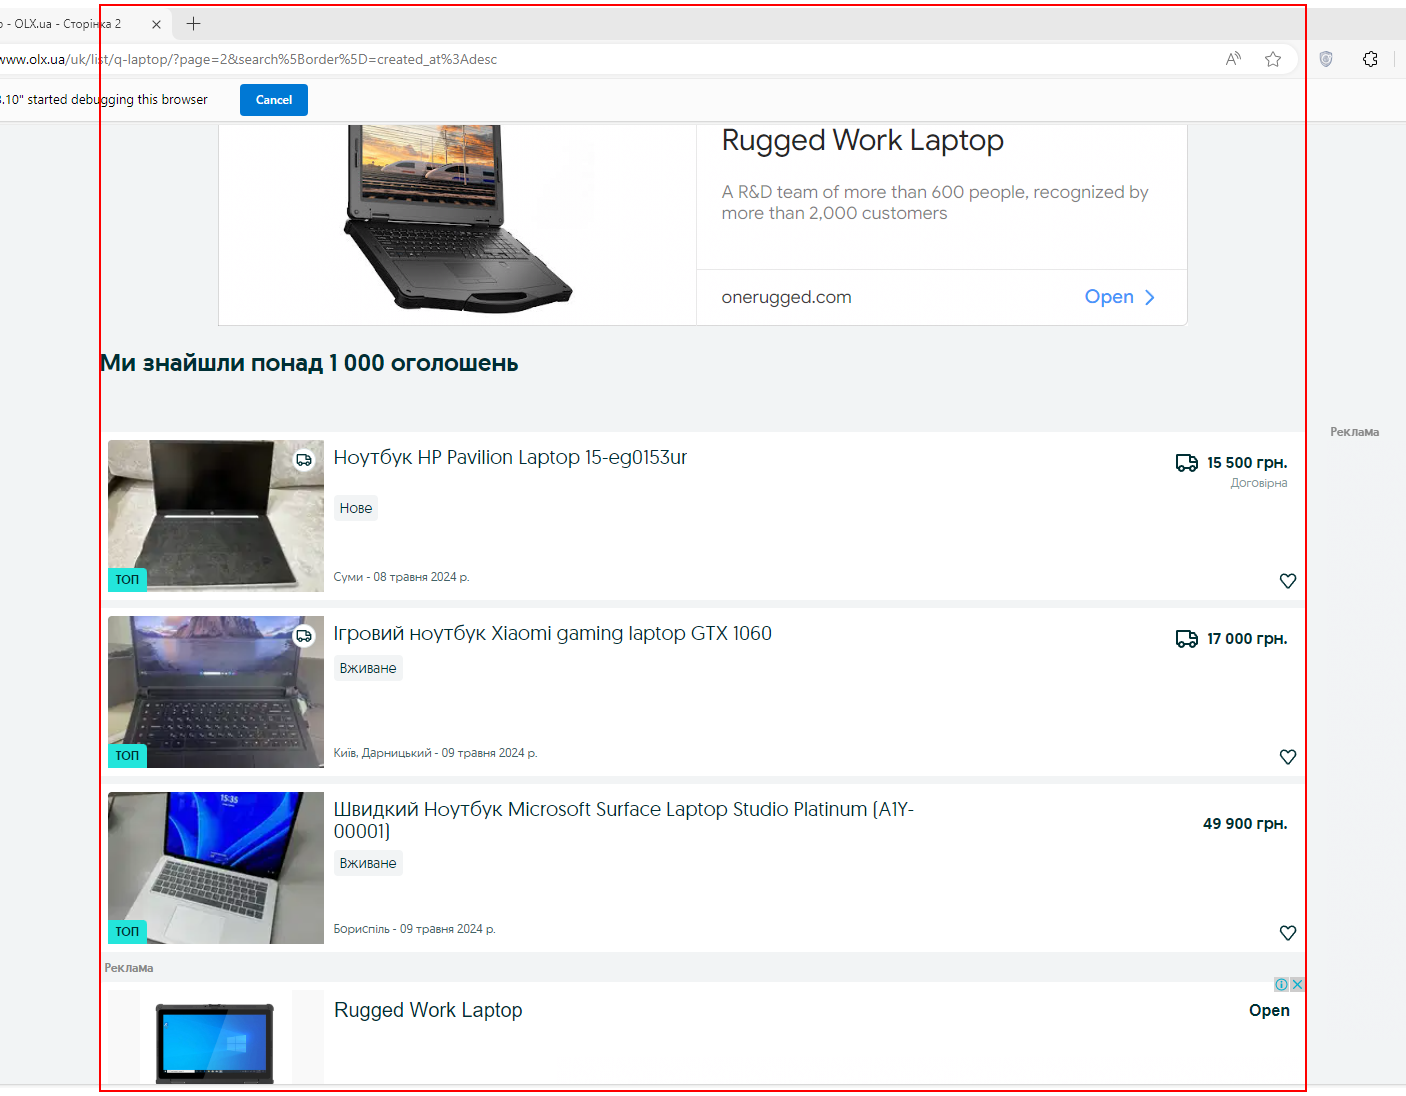 - OLX.ua - Сторінка 2
www.olx.ua/uk/list/q-laptop/?page=2&search%5Border%5D=created_at%3Adesc
.10" started debugging this browser
Cancel
Rugged Work Laptop
A R&D team of more than 600 people, recognized by
more than 2,000 customers
onerugged.com
Open
Ми знайшли понад 1 000 оголошень
Реклама
Ноутбук HP Pavilion Laptop 15-eg0153ur
15 500 грн.
Договірна
Нове
Суми - 08 травня 2024 р.
ТОП
Ігровий ноутбук Xiaomi gaming laptop GTX 1060
17 000 грн.
Вживане
Київ, Дарницький - 09 травня 2024 р.
ТОП
15:35
Швидкий Ноутбук Microsoft Surface Laptop Studio Platinum (A1Y-
00001)
49 900 грн.
Вживане
Бориспіль - 09 травня 2024 р.
ТОП
Реклама
Rugged Work Laptop
Open